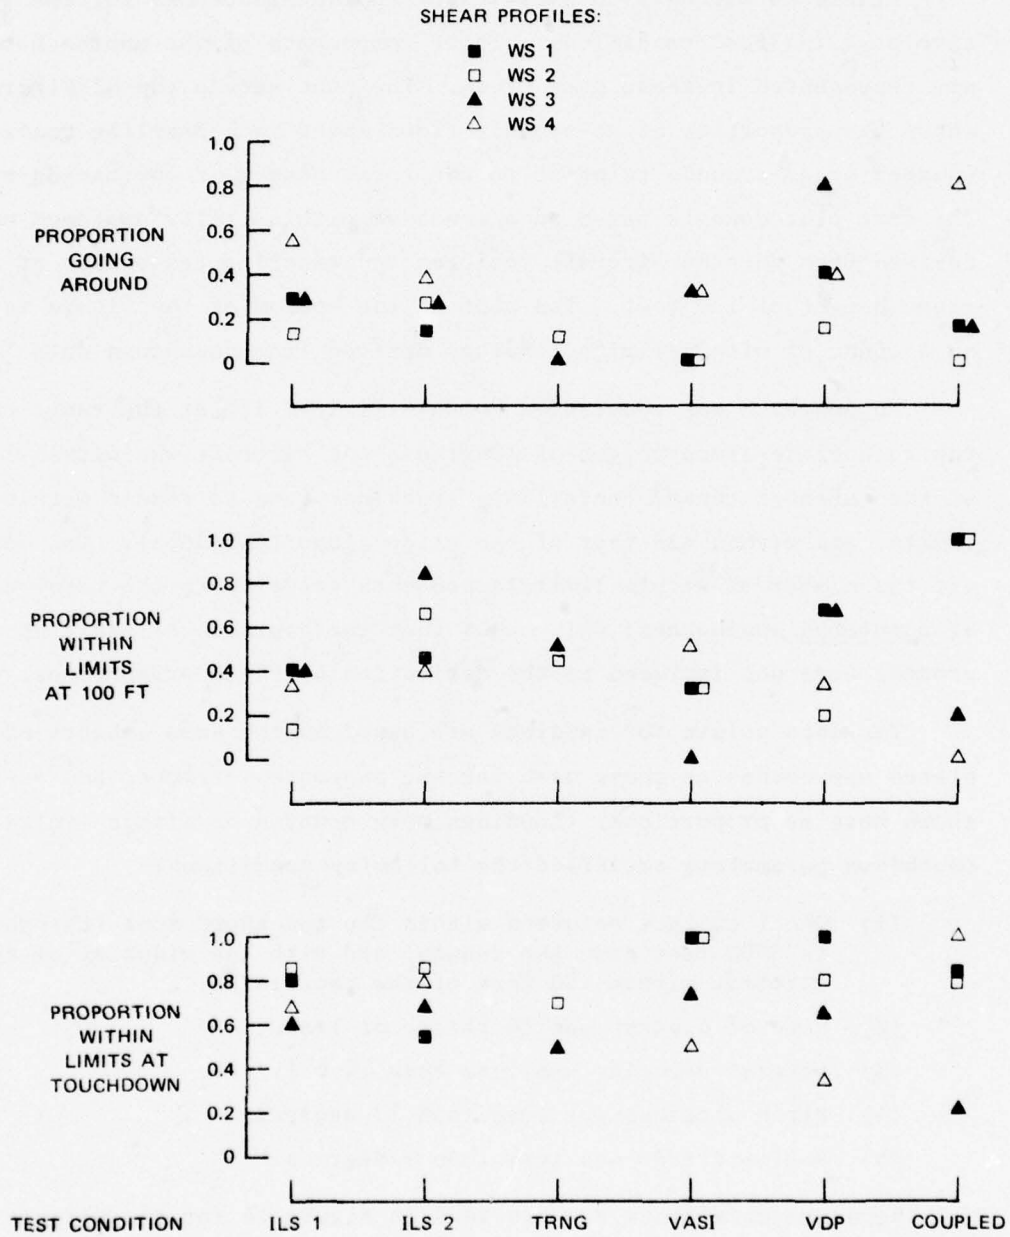 SHEAR PROFILES:
WS 1
WS 2
WS 3
WS 4
PROPORTION
GOING
AROUND
1.0
0.8
0.6
0.4
0.2
0
PROPORTION
WITHIN
LIMITS
AT 100 FT
1.0
0.8
0.6
0.4
0.2
0
PROPORTION
WITHIN
LIMITS AT
TOUCHDOWN
1.0
0.8
0.6
0.4
0.2
0
TEST CONDITION ILS 1 ILS 2 TRNG VASI VDP COUPLED